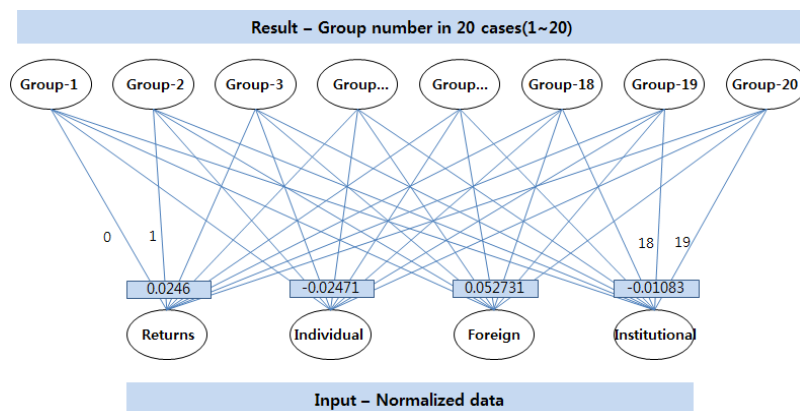 Result – Group number in 20 cases(1~20)
Group-1 Group-2 Group-3 Group... Group... Group-18 Group-19 Group-20
0 1 18 19
0.0246 -0.02471 0.052731 -0.01083
Returns Individual Foreign Institutional
Input – Normalized data